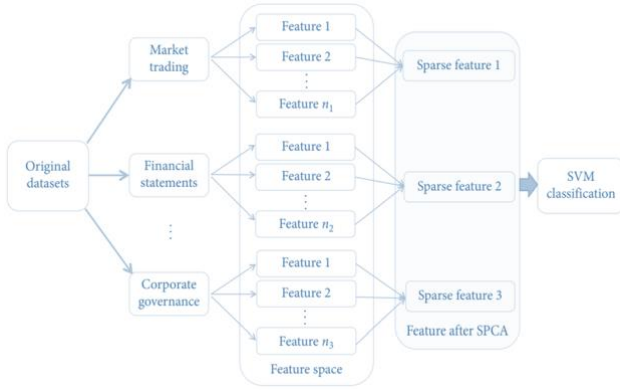 Original
datasets
Market
trading
Financial
statements
⋮
Corporate
governance
Feature 1
Feature 2
⋮
Feature n₁
Feature 1
Feature 2
⋮
Feature n₂
Feature 1
Feature 2
⋮
Feature n₃
Feature space
Sparse feature 1
Sparse feature 2
Sparse feature 3
Feature after SPCA
SVM
classification